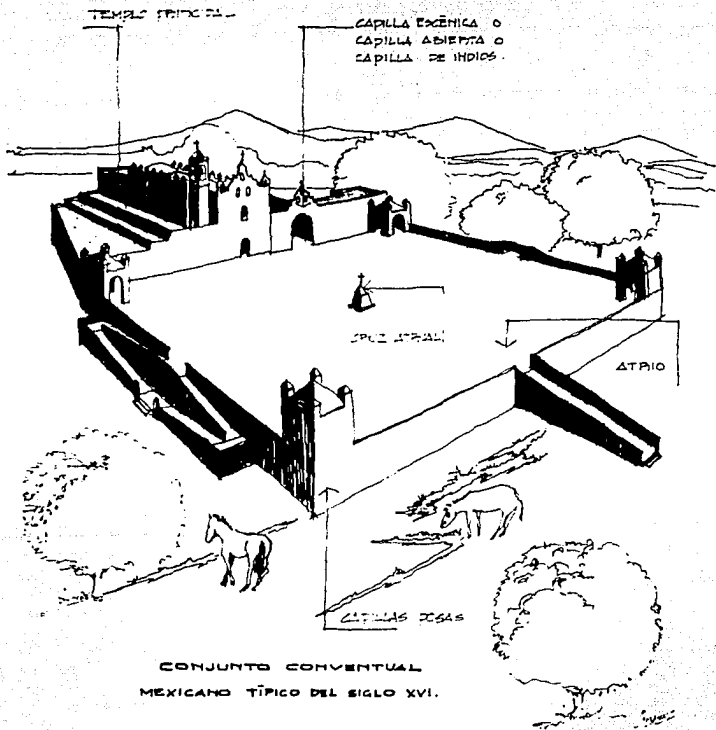 TEMPLO PRINCIPAL
CAPILLA ESCÉNICA O
CAPILLA ABIERTA O
CAPILLA DE INDIOS.
CRUZ ATRIAL
ATRIO
CAPILLAS POSAS
CONJUNTO CONVENTUAL
MEXICANO TÍPICO DEL SIGLO XVI.